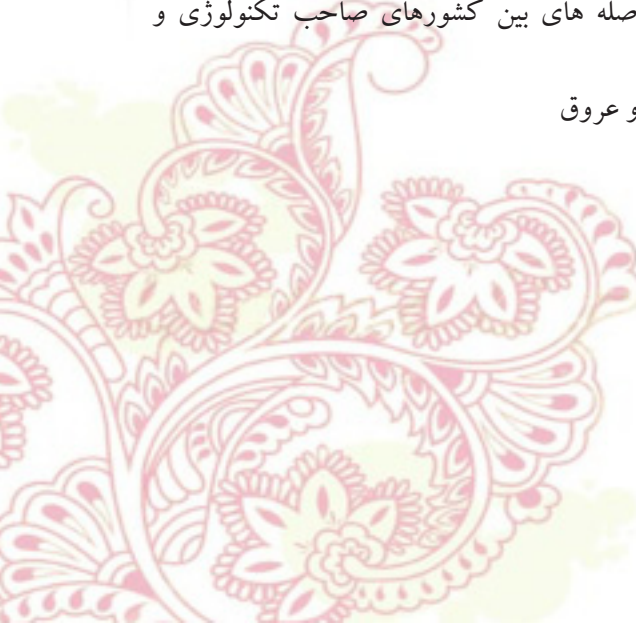 صله های بین کشورهای صاحب تکنولوژی و
و عروق